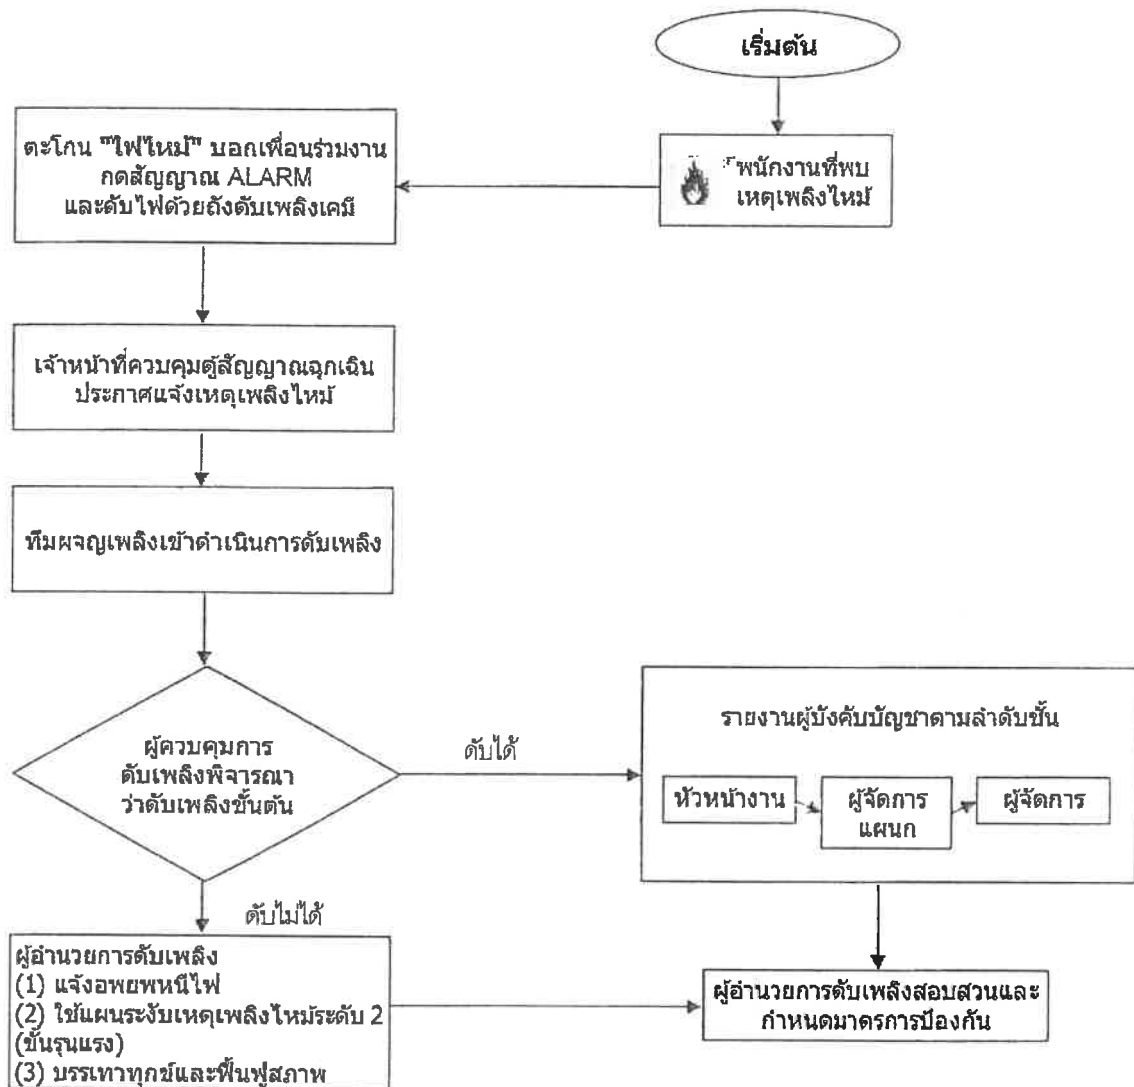 เริ่มต้น
พนักงานที่พบ
เหตุเพลิงไหม้
ตะโกน "ไฟไหม้" บอกเพื่อนร่วมงาน
กดสัญญาณ ALARM
และดับไฟด้วยถังดับเพลิงเคมี
เจ้าหน้าที่ควบคุมตู้สัญญาณฉุกเฉิน
ประกาศแจ้งเหตุเพลิงไหม้
ทีมผจญเพลิงเข้าดำเนินการดับเพลิง
ผู้ควบคุมการ
ดับเพลิงพิจารณา
ว่าดับเพลิงขั้นต้น
ดับได้
รายงานผู้บังคับบัญชาตามลำดับขั้น
หัวหน้างาน
ผู้จัดการ
แผนก
ผู้จัดการ
ดับไม่ได้
ผู้อำนวยการดับเพลิง
(1) แจ้งอพยพหนีไฟ
(2) ใช้แผนระงับเหตุเพลิงไหม้ระดับ 2
(ขั้นรุนแรง)
(3) บรรเทาทุกข์และฟื้นฟูสภาพ
ผู้อำนวยการดับเพลิงสอบสวนและ
กำหนดมาตรการป้องกัน